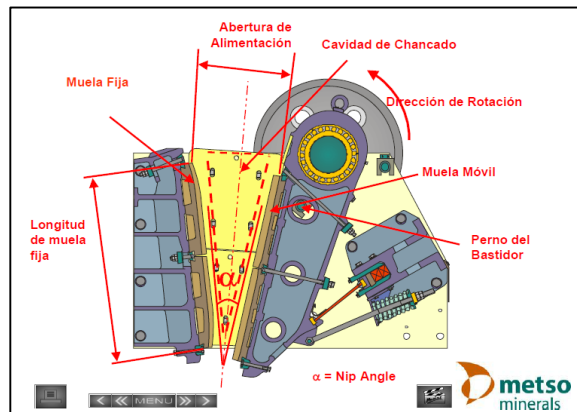 Abertura de
Alimentación
Cavidad de Chancado
Muela Fija
Dirección de Rotación
Muela Móvil
Longitud
de muela
fija
Perno del
Bastidor
α
α = Nip Angle
MENU
metso
minerals